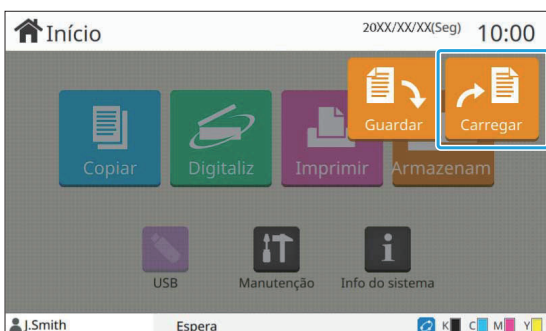 Início
20XX/XX/XX(Seg) 10:00
Guardar Carregar
Copiar Digitaliz Imprimir Armazenam
USB Manutenção Info do sistema
J.Smith Espera K C M Y